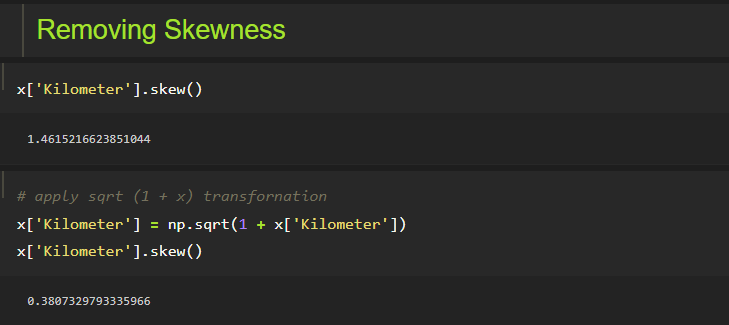 Removing Skewness
x['Kilometer'].skew()
1.4615216623851044
# apply sqrt (1 + x) transfornation
x['Kilometer'] = np.sqrt(1 + x['Kilometer'])
x['Kilometer'].skew()
0.3807329793335966